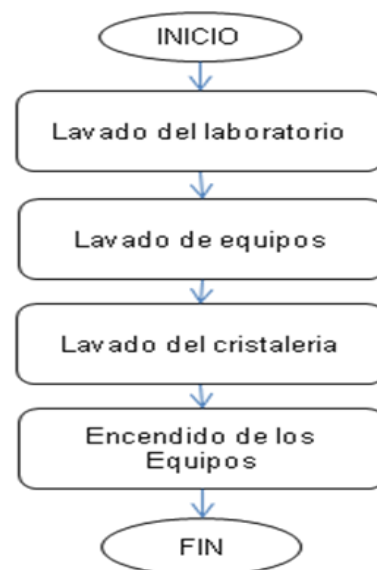 INICIO
Lavado del laboratorio
Lavado de equipos
Lavado del cristaleria
Encendido de los
Equipos
FIN